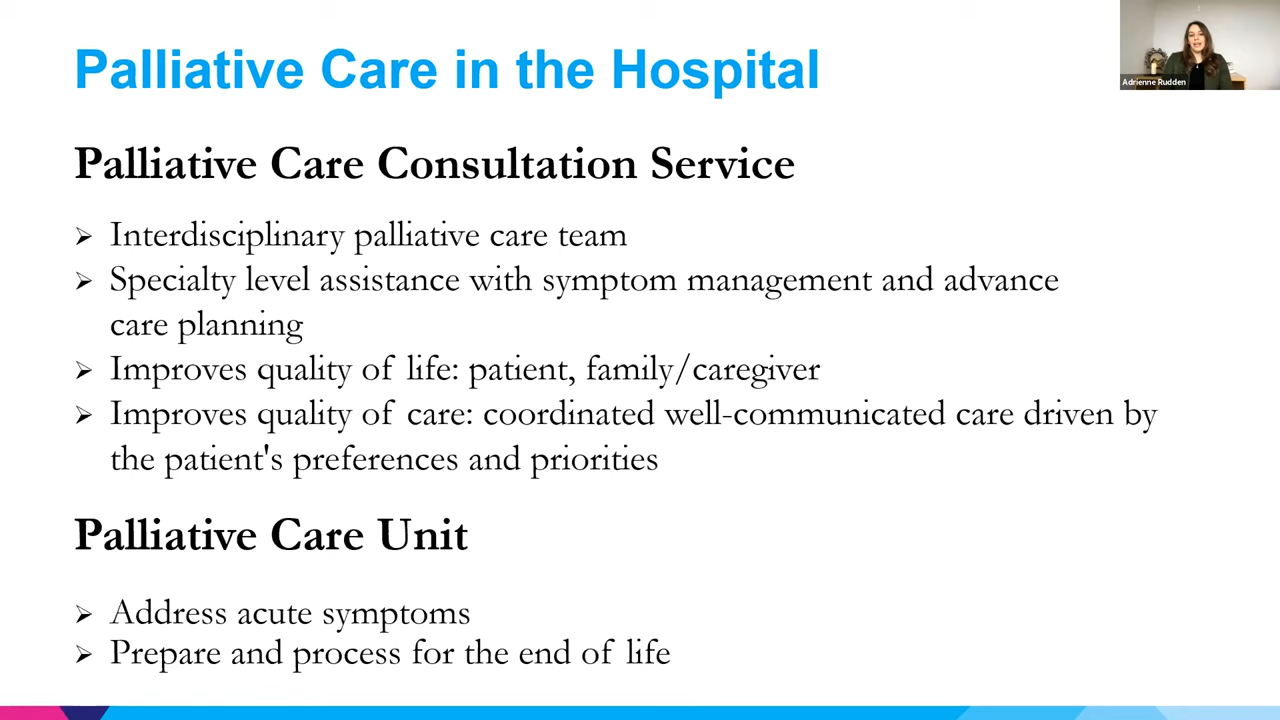 Palliative Care in the Hospital
Adrienne Rudden
Palliative Care Consultation Service
➢ Interdisciplinary palliative care team
➢ Specialty level assistance with symptom management and advance
care planning
➢ Improves quality of life: patient, family/caregiver
➢ Improves quality of care: coordinated well-communicated care driven by
the patient's preferences and priorities
Palliative Care Unit
➢ Address acute symptoms
➢ Prepare and process for the end of life